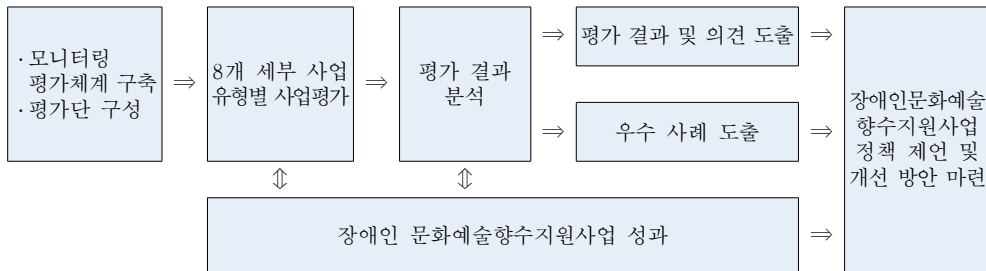 · 모니터링
평가체계 구축
· 평가단 구성
⇒
8개 세부 사업
유형별 사업평가
⇒
평가 결과
분석
⇒
평가 결과 및 의견 도출
⇒
⇒
우수 사례 도출
⇒
장애인문화예술
향수지원사업
정책 제언 및
개선 방안 마련
⇕
⇕
장애인 문화예술향수지원사업 성과
⇒